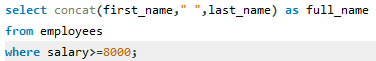 select concat(first_name," ",last_name) as full_name
from employees
where salary>=8000;